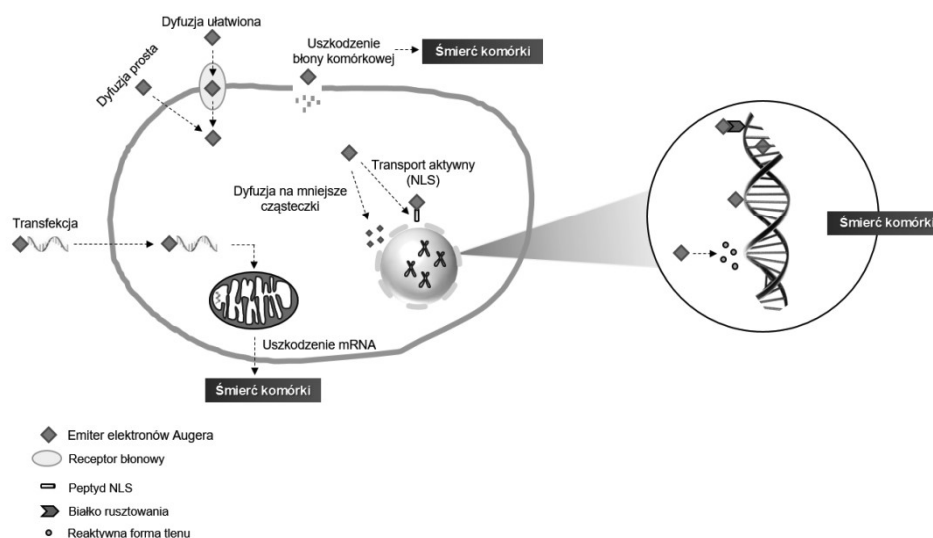 Dyfuzja ułatwiona
Dyfuzja prosta
Uszkodzenie
błony komórkowej
Śmierć komórki
Transport aktywny
(NLS)
Dyfuzja na mniejsze
cząsteczki
Transfekcja
Śmierć komórki
Uszkodzenie mRNA
Śmierć komórki
Emiter elektronów Augera
Receptor błonowy
Peptyd NLS
Białko rusztowania
Reaktywna forma tlenu